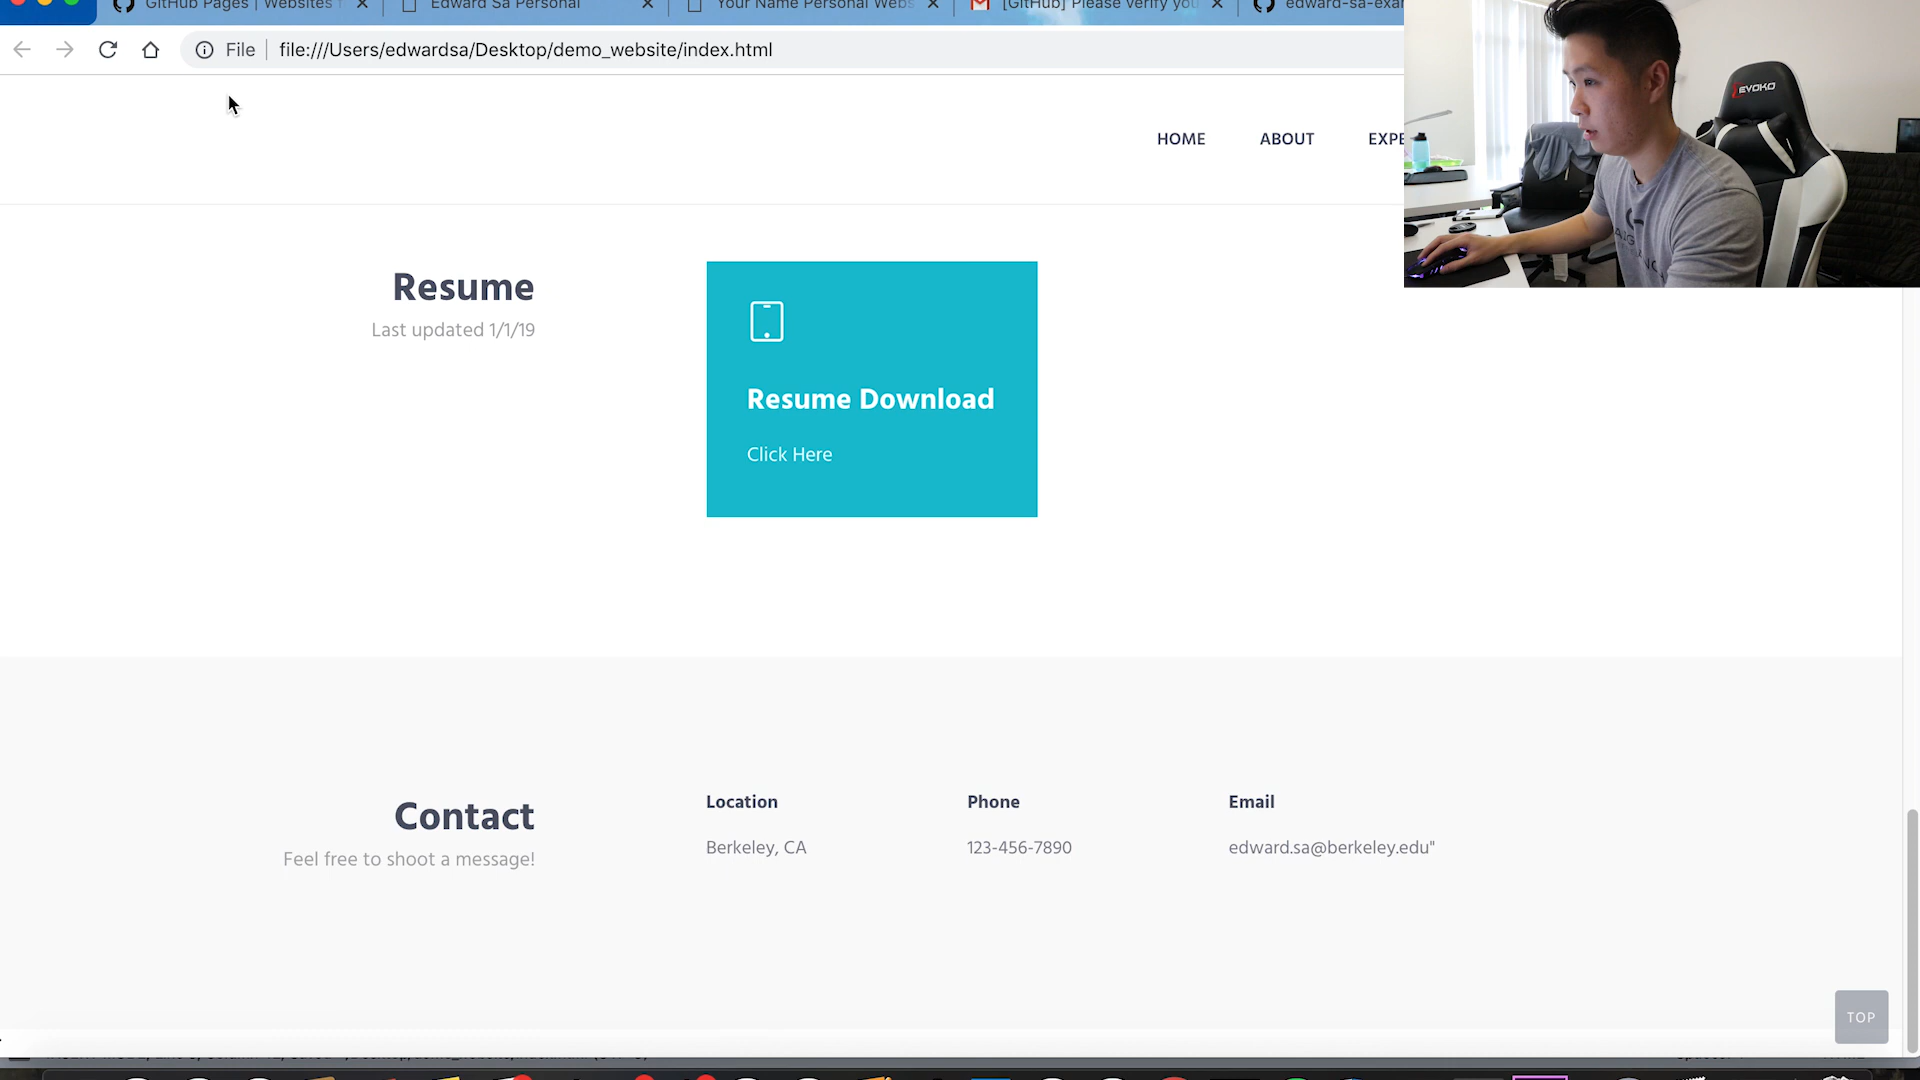 GitHub Pages | Websites f
Edward Sa Personal
Your Name Personal Webs
[GitHub] Please verify you
edward-sa-exa
File
file:///Users/edwardsa/Desktop/demo_website/index.html
EVOKO
HOME
ABOUT
EXPE
Resume
Last updated 1/1/19
Resume Download
Click Here
Contact
Feel free to shoot a message!
Location
Berkeley, CA
Phone
123-456-7890
Email
edward.sa@berkeley.edu"
TOP